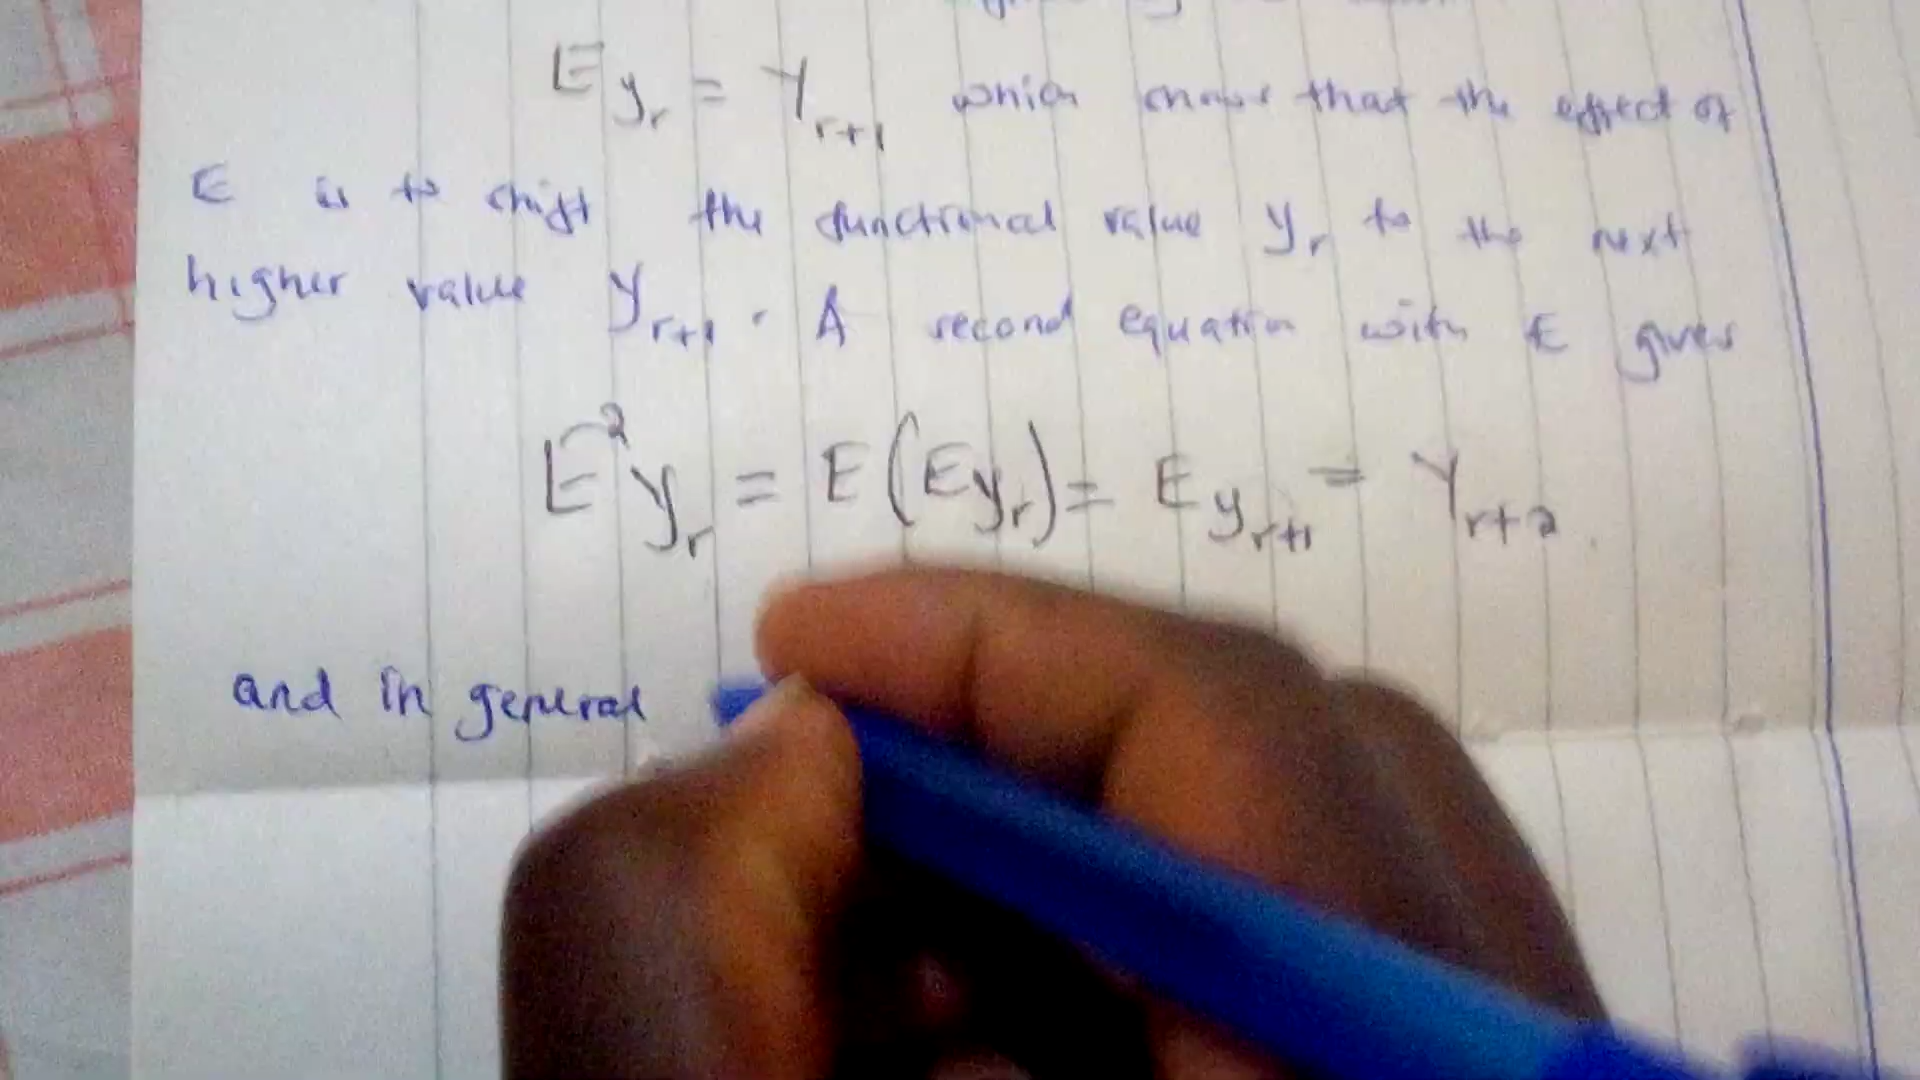 E y_r = Y_{r+1} which shows that the effect of
E is to shift the functional value y_r to the next
higher value y_{r+1} . A second equation with E gives
E^2 y_r = E(Ey_r) = E y_{r+1} = Y_{r+2} .
and in general